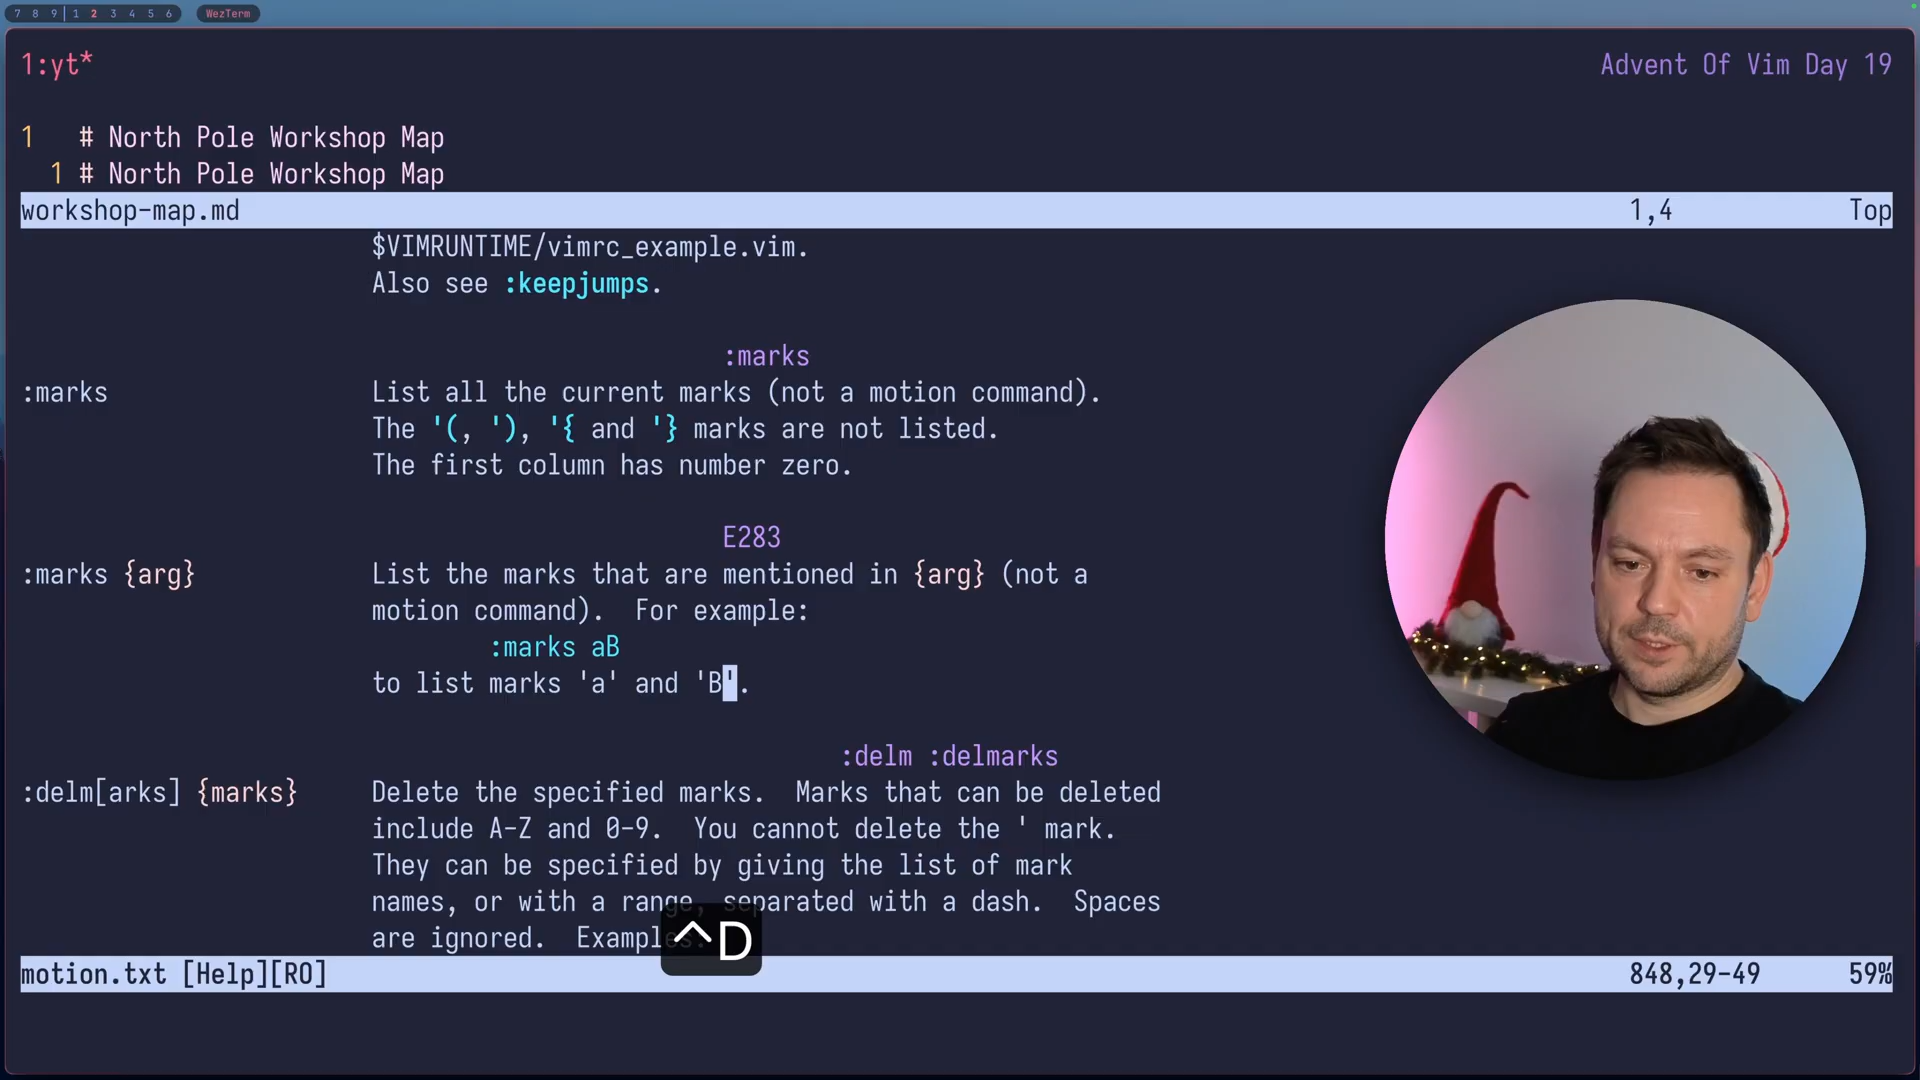 7 8 9 1 2 3 4 5 6 WezTerm
1:yt* Advent Of Vim Day 19
1 # North Pole Workshop Map
1 # North Pole Workshop Map
workshop-map.md 1,4 Top
$VIMRUNTIME/vimrc_example.vim.
Also see :keepjumps.
:marks
:marks List all the current marks (not a motion command).
The '(, '), '{ and '} marks are not listed.
The first column has number zero.
E283
:marks {arg} List the marks that are mentioned in {arg} (not a
motion command). For example:
:marks aB
to list marks 'a' and 'B'.
:delm :delmarks
:delm[arks] {marks} Delete the specified marks. Marks that can be deleted
include A-Z and 0-9. You cannot delete the ' mark.
They can be specified by giving the list of mark
names, or with a range, separated with a dash. Spaces
are ignored. Examples:
^D
motion.txt [Help][RO] 848,29-49 59%